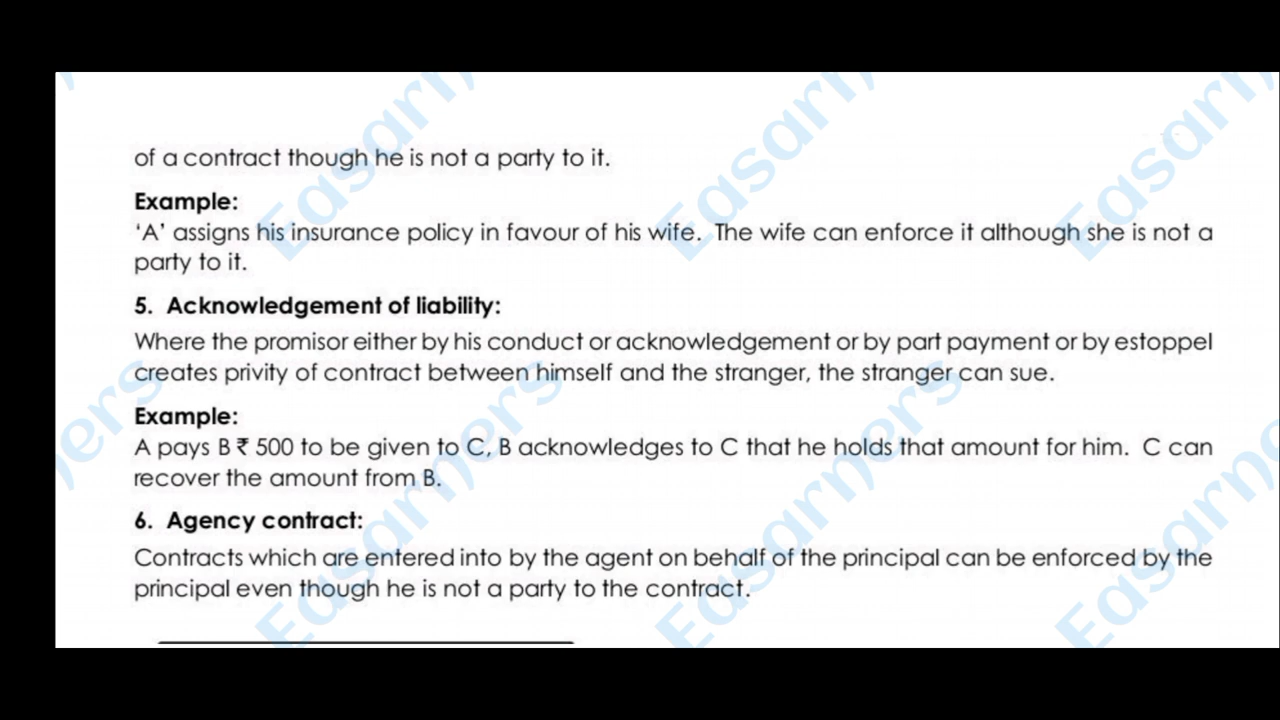 of a contract though he is not a party to it.
Example:
‘A’ assigns his insurance policy in favour of his wife. The wife can enforce it although she is not a
party to it.
5. Acknowledgement of liability:
Where the promisor either by his conduct or acknowledgement or by part payment or by estoppel
creates privity of contract between himself and the stranger, the stranger can sue.
Example:
A pays B ₹ 500 to be given to C, B acknowledges to C that he holds that amount for him. C can
recover the amount from B.
6. Agency contract:
Contracts which are entered into by the agent on behalf of the principal can be enforced by the
principal even though he is not a party to the contract.
Easarners
Easarners
Easarners